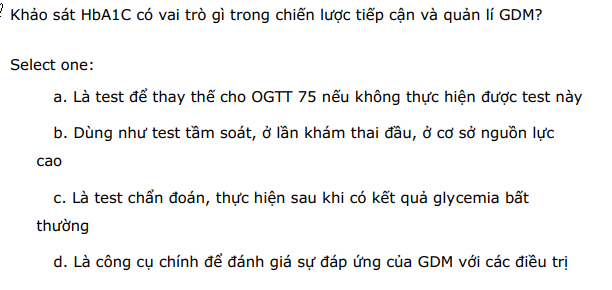 Khảo sát HbA1C có vai trò gì trong chiến lược tiếp cận và quản lí GDM?
Select one:
a. Là test để thay thế cho OGTT 75 nếu không thực hiện được test này
b. Dùng như test tầm soát, ở lần khám thai đầu, ở cơ sở nguồn lực
cao
c. Là test chẩn đoán, thực hiện sau khi có kết quả glycemia bất
thường
d. Là công cụ chính để đánh giá sự đáp ứng của GDM với các điều trị